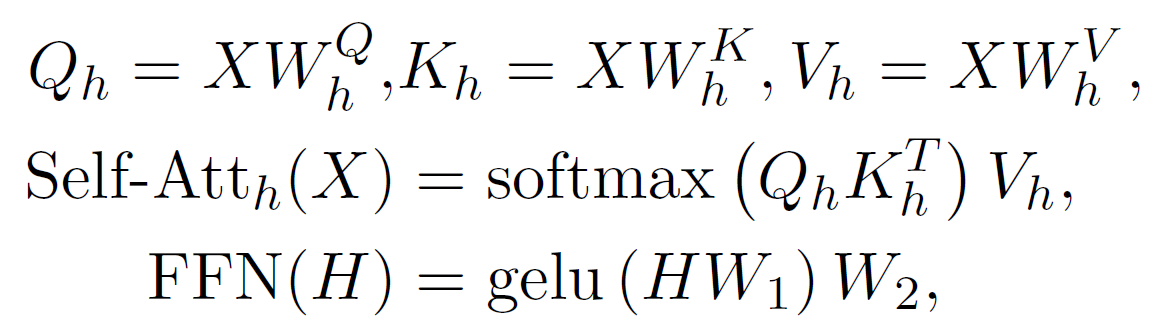 Q_h = XW_h^Q, K_h = XW_h^K, V_h = XW_h^V,
Self-Att_h(X) = softmax (Q_h K_h^T) V_h,
FFN(H) = gelu (HW_1) W_2,